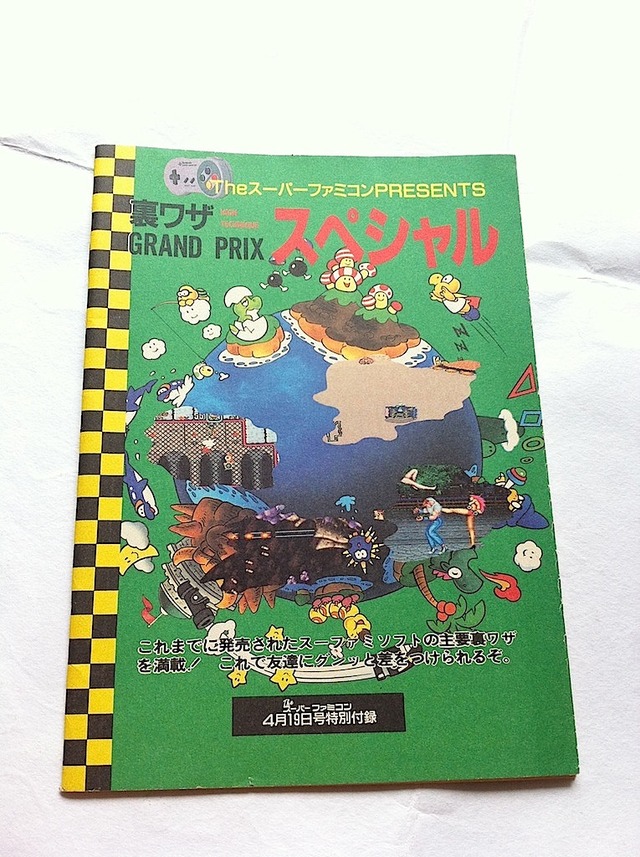 TheスーパーファミコンPRESENTS
裏ワザ
GRAND PRIX
スペシャル
これまでに発売されたスーファミソフトの主要裏ワザ
を満載！ これで友達にグンッと差をつけられるぞ。
The
スーパーファミコン
4月19日号特別付録